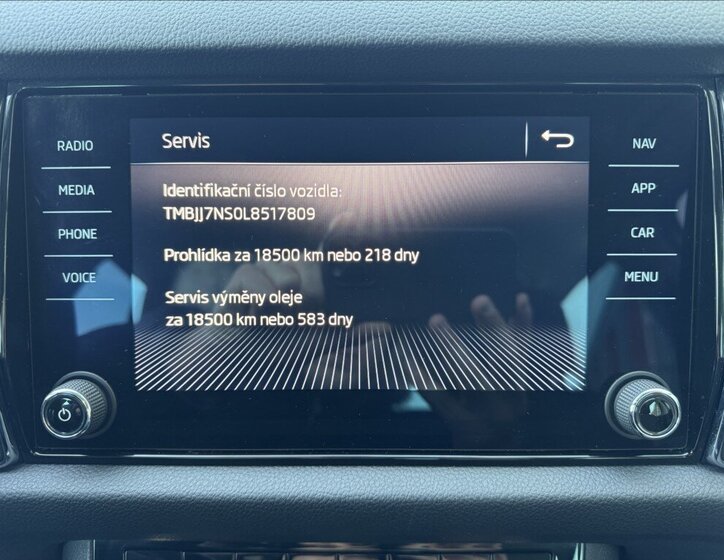 Servis
RADIO
MEDIA
PHONE
VOICE
Identifikační číslo vozidla:
TMBJJ7NS0L8517809
Prohlídka za 18500 km nebo 218 dny
Servis výměny oleje
za 18500 km nebo 583 dny
NAV
APP
CAR
MENU